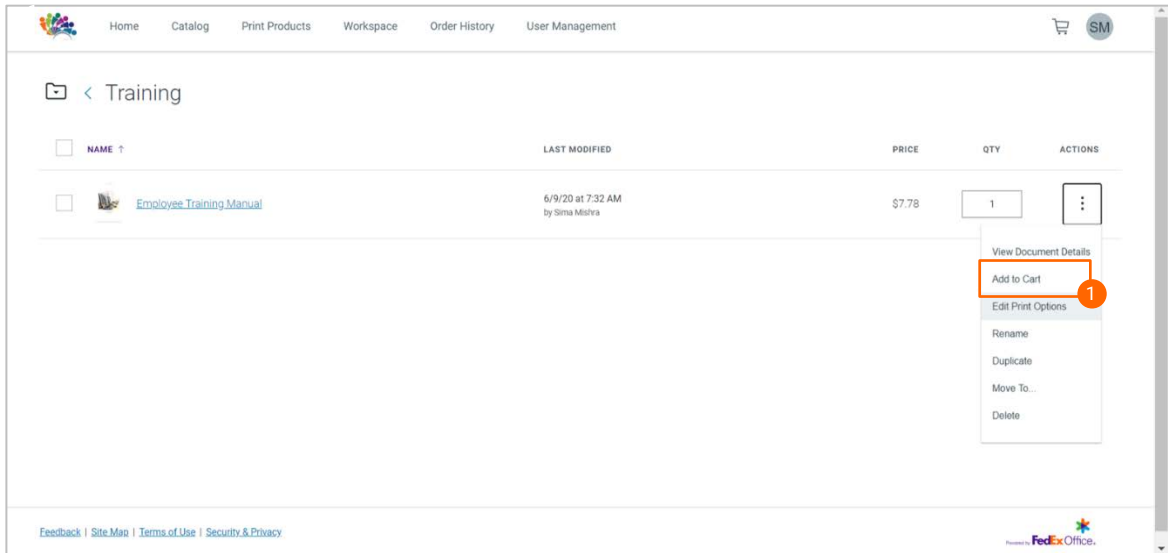 Home Catalog Print Products Workspace Order History User Management SM
Training
NAME ↑ LAST MODIFIED PRICE QTY ACTIONS
Employee Training Manual 6/9/20 at 7:32 AM $7.78 1
by Sima Mishra
View Document Details
Add to Cart
1
Edit Print Options
Rename
Duplicate
Move To...
Delete
Feedback | Site Map | Terms of Use | Security & Privacy
Powered by FedEx Office.